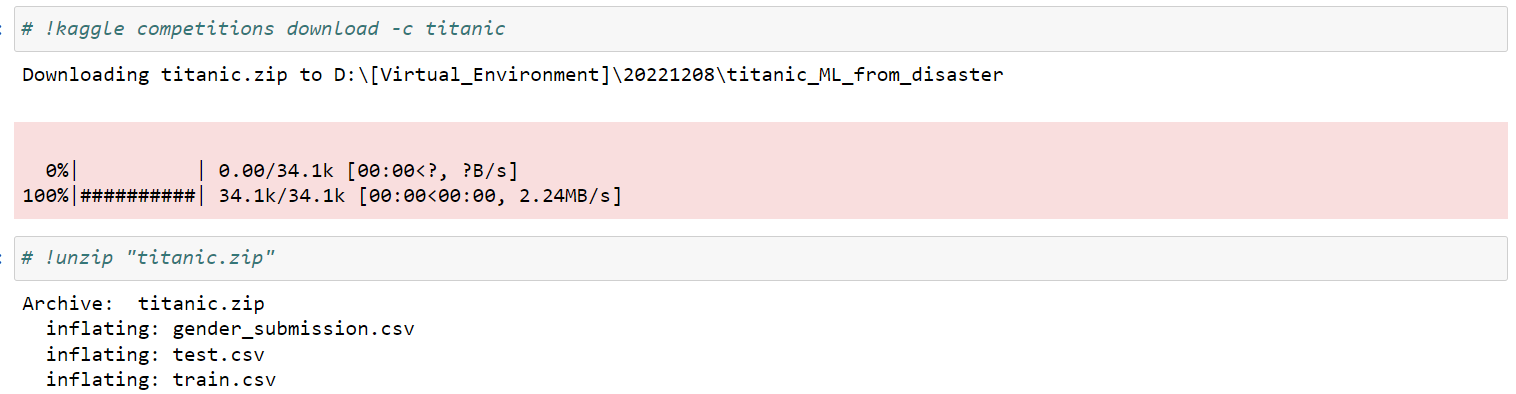 # !kaggle competitions download -c titanic
Downloading titanic.zip to D:\[Virtual_Environment]\20221208\titanic_ML_from_disaster
0%|          | 0.00/34.1k [00:00<?, ?B/s]
100%|##########| 34.1k/34.1k [00:00<00:00, 2.24MB/s]
# !unzip "titanic.zip"
Archive:  titanic.zip
inflating: gender_submission.csv
inflating: test.csv
inflating: train.csv